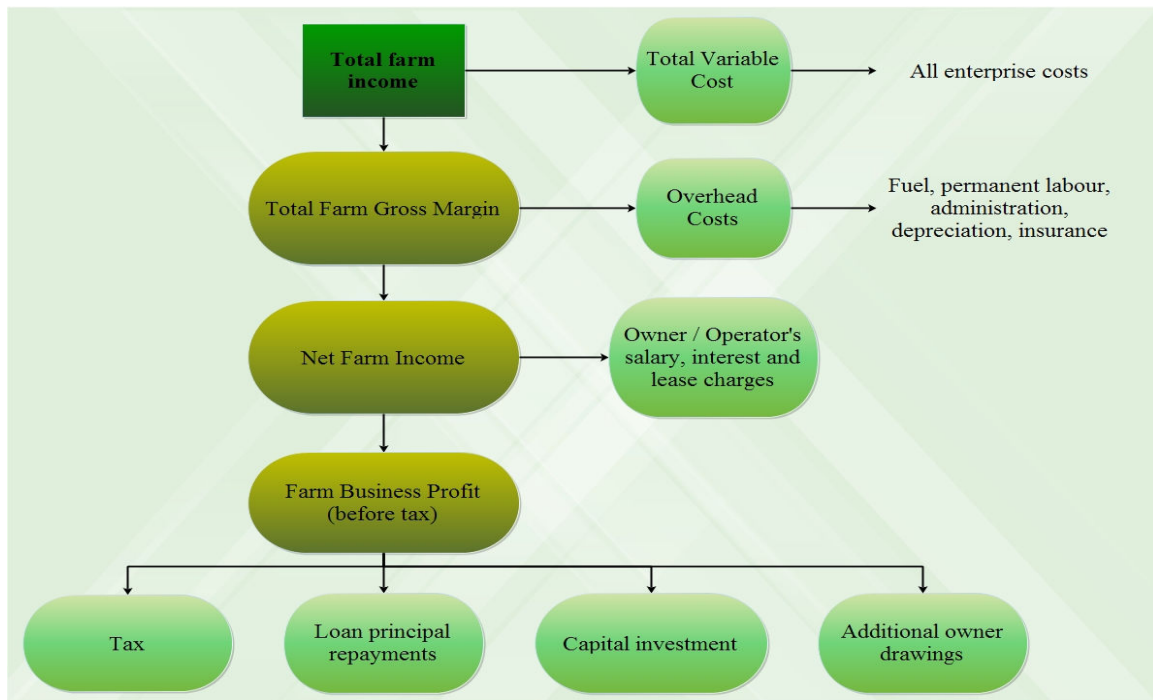 Total farm
income
Total Variable
Cost
All enterprise costs
Total Farm Gross Margin
Overhead
Costs
Fuel, permanent labour,
administration,
depreciation, insurance
Net Farm Income
Owner / Operator's
salary, interest and
lease charges
Farm Business Profit
(before tax)
Tax
Loan principal
repayments
Capital investment
Additional owner
drawings